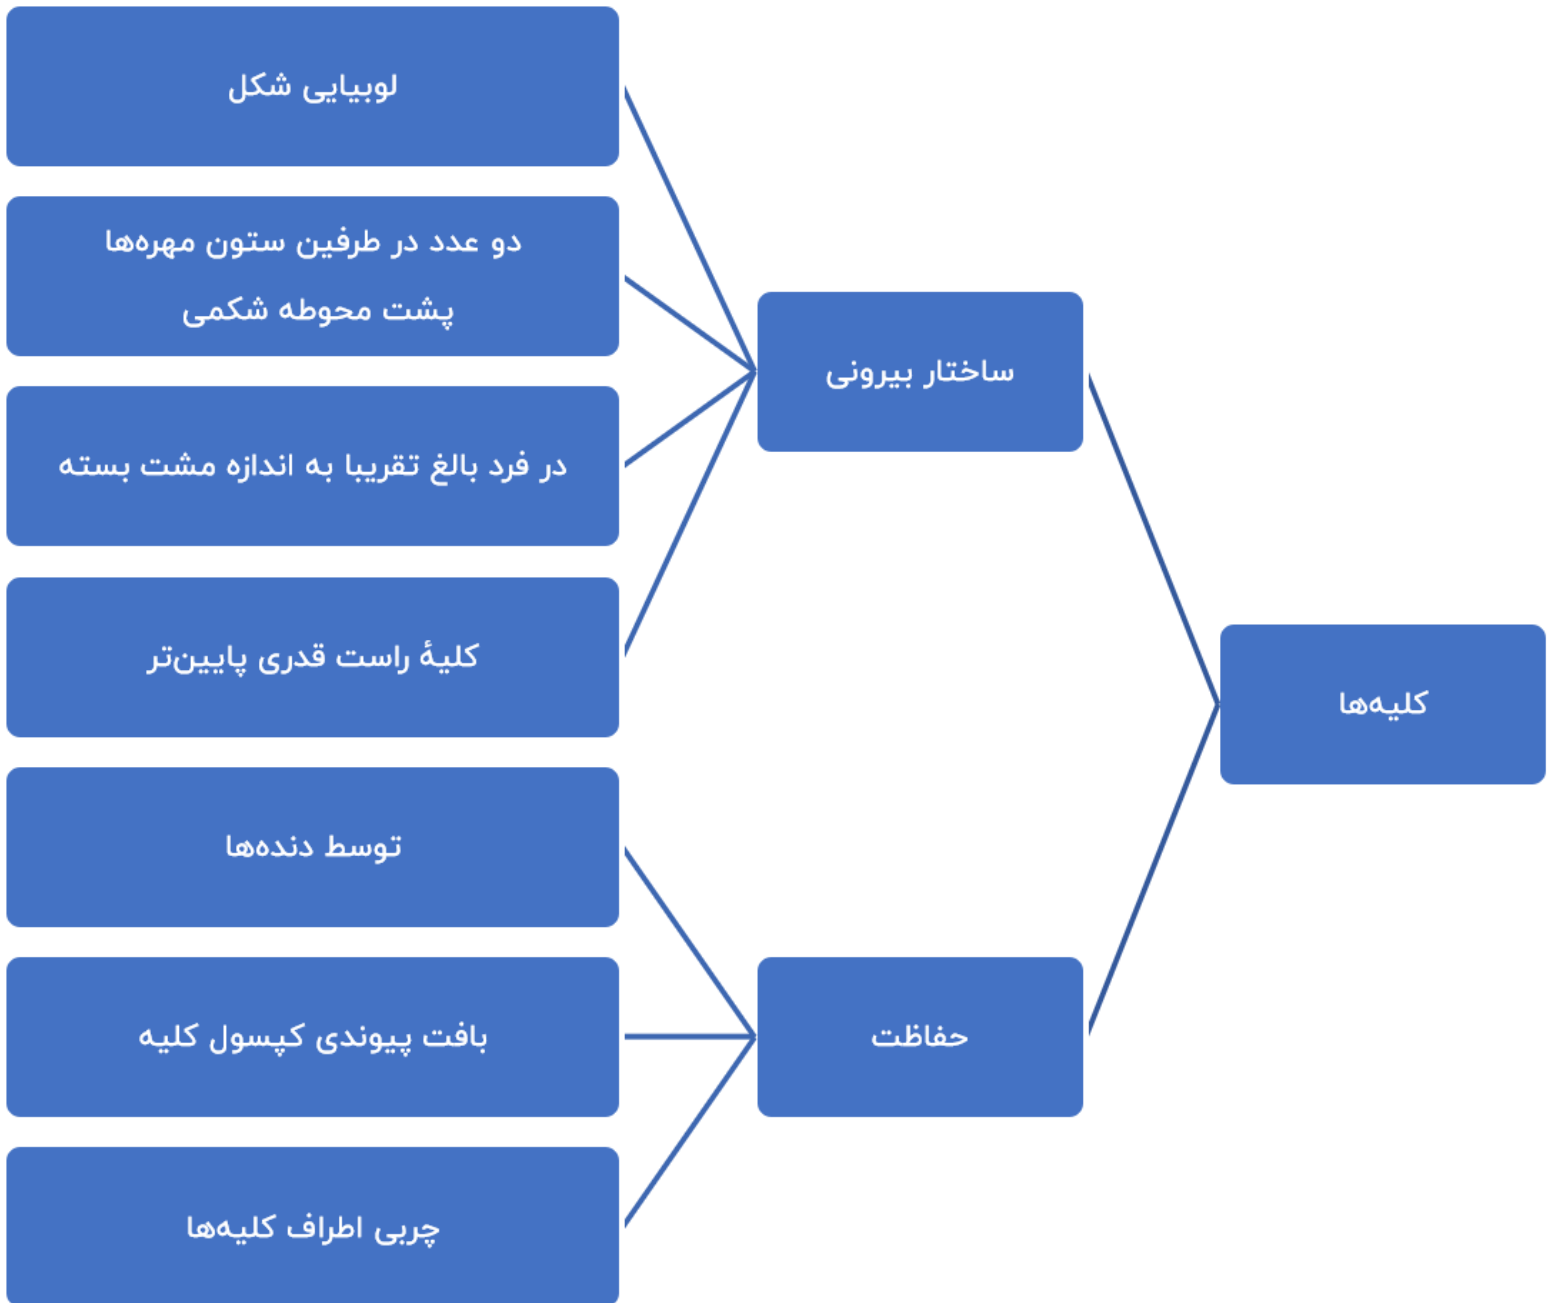 کلیه‌ها
ساختار بیرونی
لوبیایی شکل
دو عدد در طرفین ستون مهره‌ها
پشت محوطه شکمی
در فرد بالغ تقریبا به اندازه مشت بسته
کلیهٔ راست قدری پایین‌تر
حفاظت
توسط دنده‌ها
بافت پیوندی کپسول کلیه
چربی اطراف کلیه‌ها